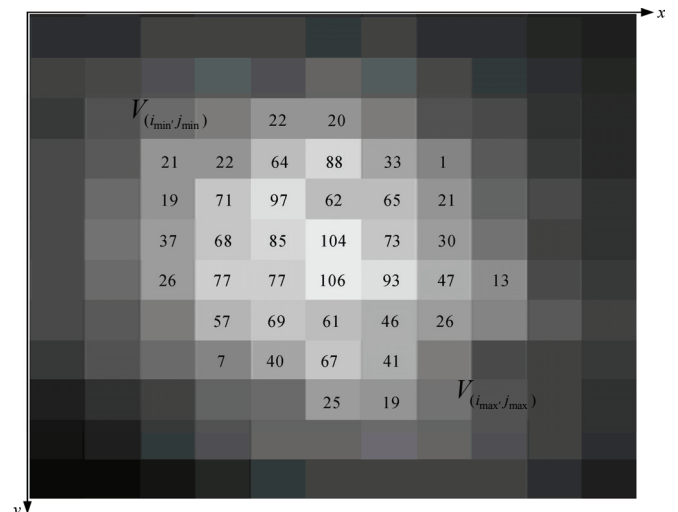 x
V(imin, jmin) 22 20
21 22 64 88 33 1
19 71 97 62 65 21
37 68 85 104 73 30
26 77 77 106 93 47 13
57 69 61 46 26
7 40 67 41
25 19 V(imax, jmax)
y